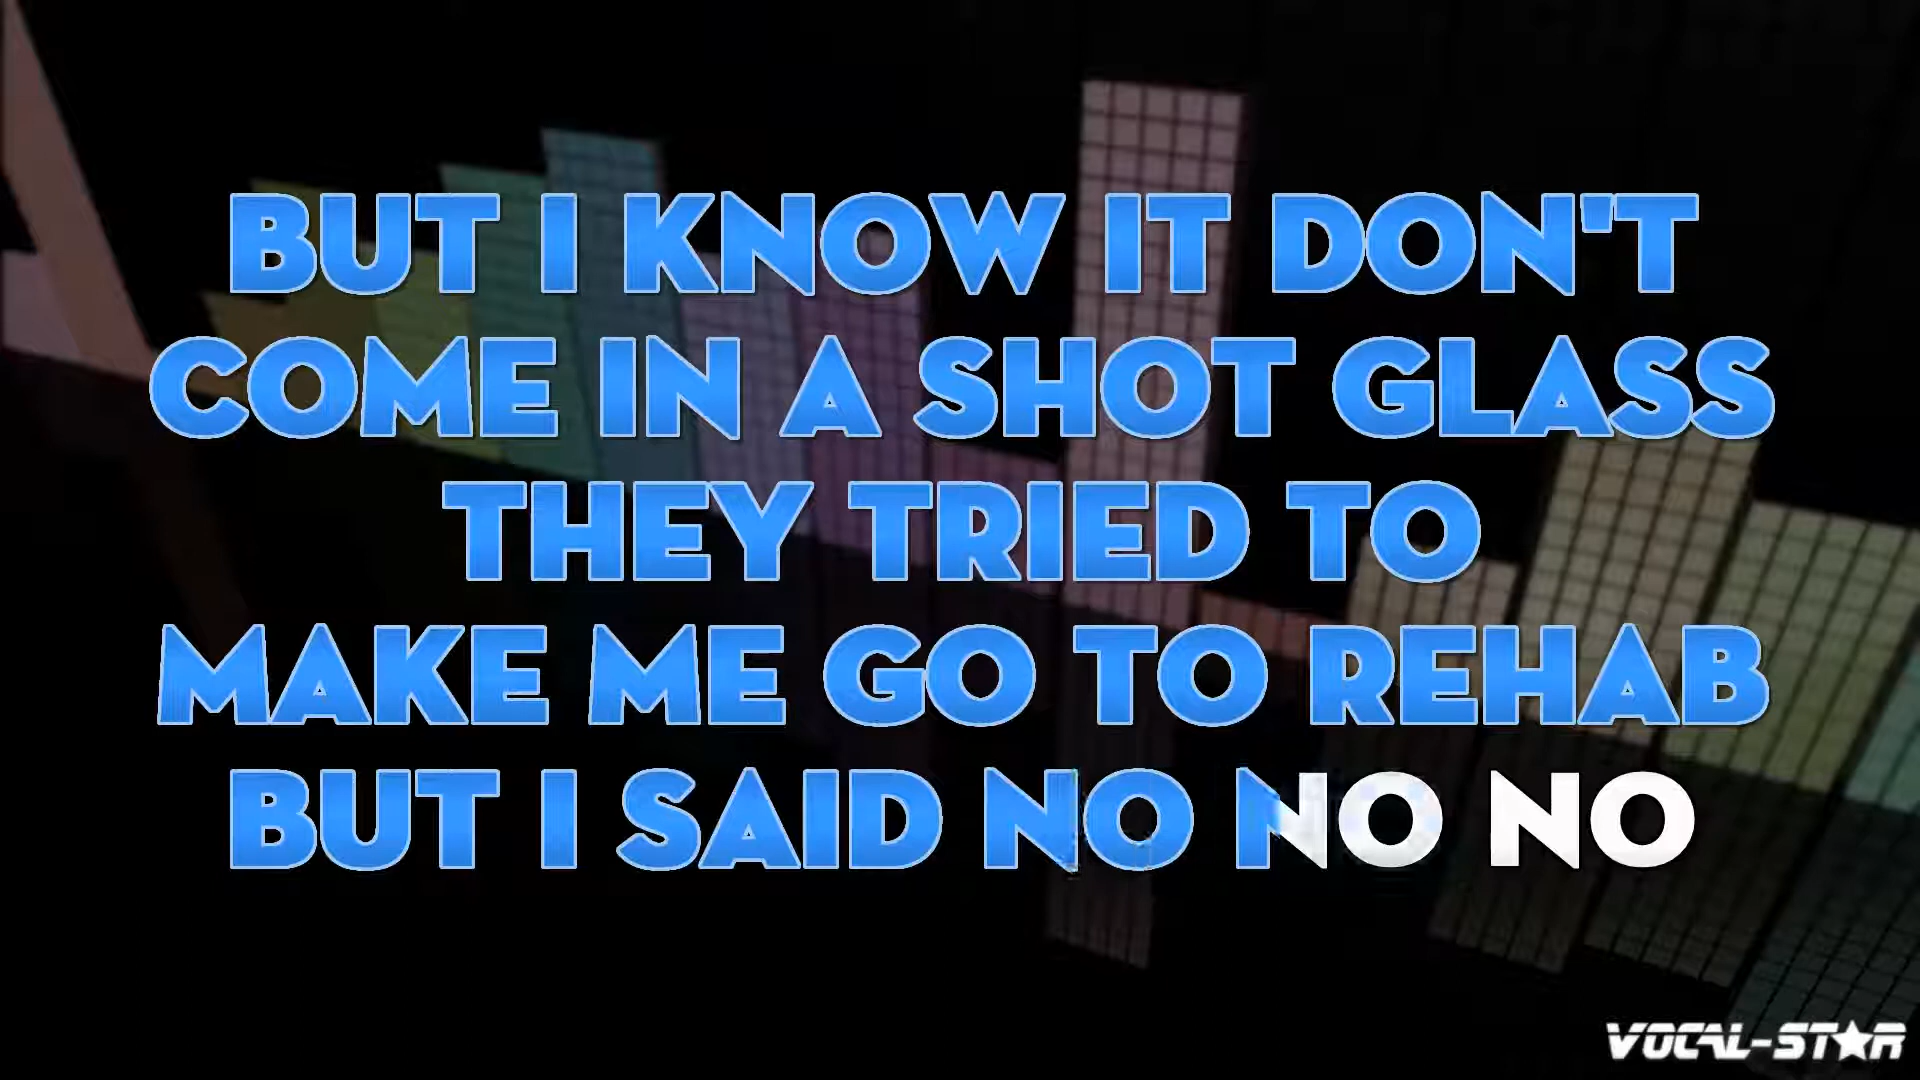 BUT I KNOW IT DON'T
COME IN A SHOT GLASS
THEY TRIED TO
MAKE ME GO TO REHAB
BUT I SAID NO NO NO
VOCAL-STAR